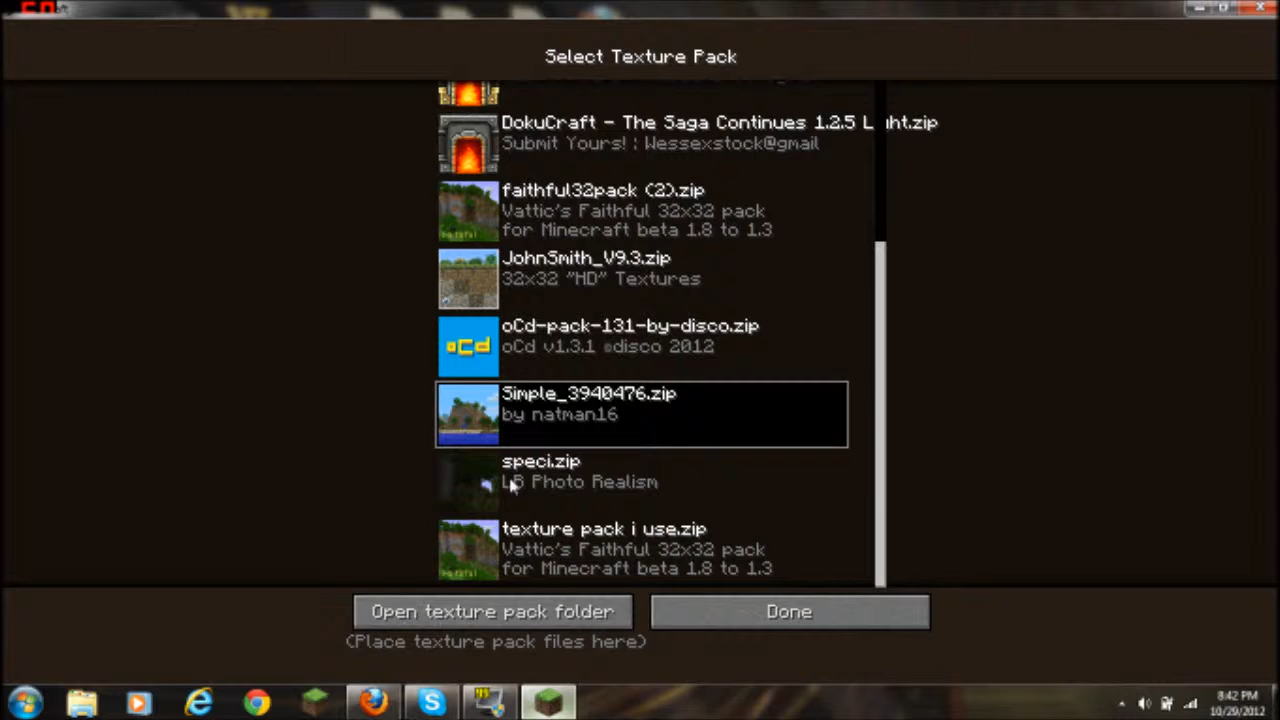 Select Texture Pack
DokuCraft - The Saga Continues 1.2.5 Light.zip
Submit Yours! : Wessexstock@gmail
faithful32pack (2).zip
Vattic's Faithful 32x32 pack
for Minecraft beta 1.8 to 1.3
JohnSmith_V9.3.zip
32x32 "HD" Textures
oCd
oCd-pack-131-by-disco.zip
oCd v1.3.1 ©disco 2012
Simple_3940476.zip
by natman16
speci.zip
LB Photo Realism
texture pack i use.zip
Vattic's Faithful 32x32 pack
for Minecraft beta 1.8 to 1.3
Open texture pack folder
Done
(Place texture pack files here)
8:42 PM
10/29/2012